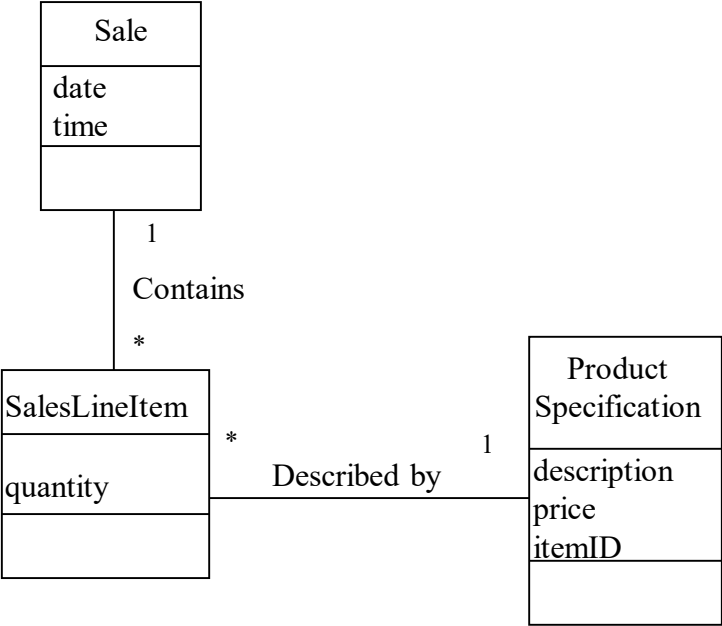 Sale
date
time
1
Contains
*
SalesLineItem
quantity
*
Described by
1
Product
Specification
description
price
itemID